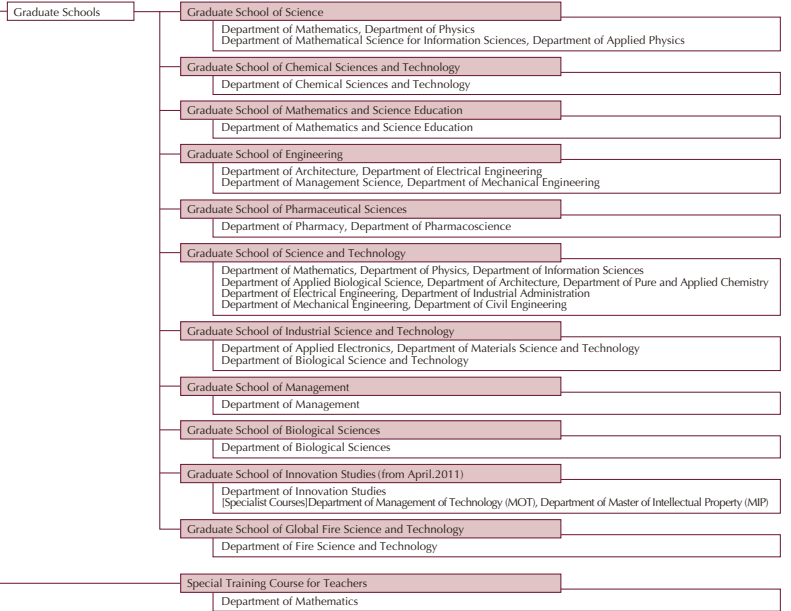 Graduate Schools
Graduate School of Science
Department of Mathematics, Department of Physics
Department of Mathematical Science for Information Sciences, Department of Applied Physics
Graduate School of Chemical Sciences and Technology
Department of Chemical Sciences and Technology
Graduate School of Mathematics and Science Education
Department of Mathematics and Science Education
Graduate School of Engineering
Department of Architecture, Department of Electrical Engineering
Department of Management Science, Department of Mechanical Engineering
Graduate School of Pharmaceutical Sciences
Department of Pharmacy, Department of Pharmacoscience
Graduate School of Science and Technology
Department of Mathematics, Department of Physics, Department of Information Sciences
Department of Applied Biological Science, Department of Architecture, Department of Pure and Applied Chemistry
Department of Electrical Engineering, Department of Industrial Administration
Department of Mechanical Engineering, Department of Civil Engineering
Graduate School of Industrial Science and Technology
Department of Applied Electronics, Department of Materials Science and Technology
Department of Biological Science and Technology
Graduate School of Management
Department of Management
Graduate School of Biological Sciences
Department of Biological Sciences
Graduate School of Innovation Studies (from April.2011)
Department of Innovation Studies
[Specialist Courses]Department of Management of Technology (MOT), Department of Master of Intellectual Property (MIP)
Graduate School of Global Fire Science and Technology
Department of Fire Science and Technology
Special Training Course for Teachers
Department of Mathematics